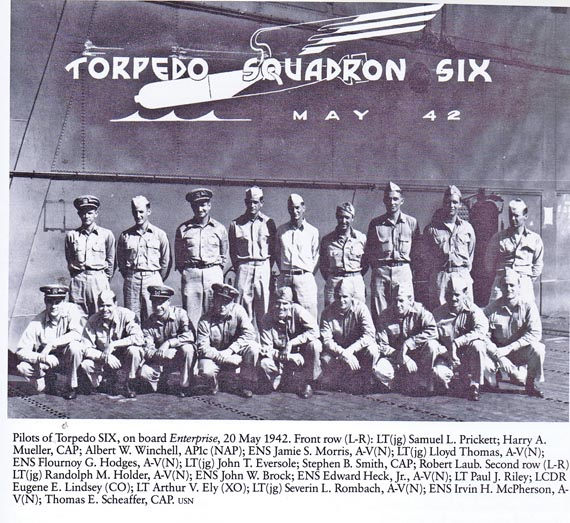 TORPEDO SQUADRON SIX
MAY 42
Pilots of Torpedo SIX, on board Enterprise, 20 May 1942. Front row (L-R): LT(jg) Samuel L. Prickett; Harry A.
Mueller, CAP; Albert W. Winchell, AP1c (NAP); ENS Jamie S. Morris, A-V(N); LT(jg) Lloyd Thomas, A-V(N);
ENS Flournoy G. Hodges, A-V(N); LT(jg) John T. Eversole; Stephen B. Smith, CAP; Robert Laub. Second row (L-R)
LT(jg) Randolph M. Holder, A-V(N); ENS John W. Brock; ENS Edward Heck, Jr., A-V(N); LT Paul J. Riley; LCDR
Eugene E. Lindsey (CO); LT Arthur V. Ely (XO); LT(jg) Severin L. Rombach, A-V(N); ENS Irvin H. McPherson, A-
V(N); Thomas E. Scheaffer, CAP. USN